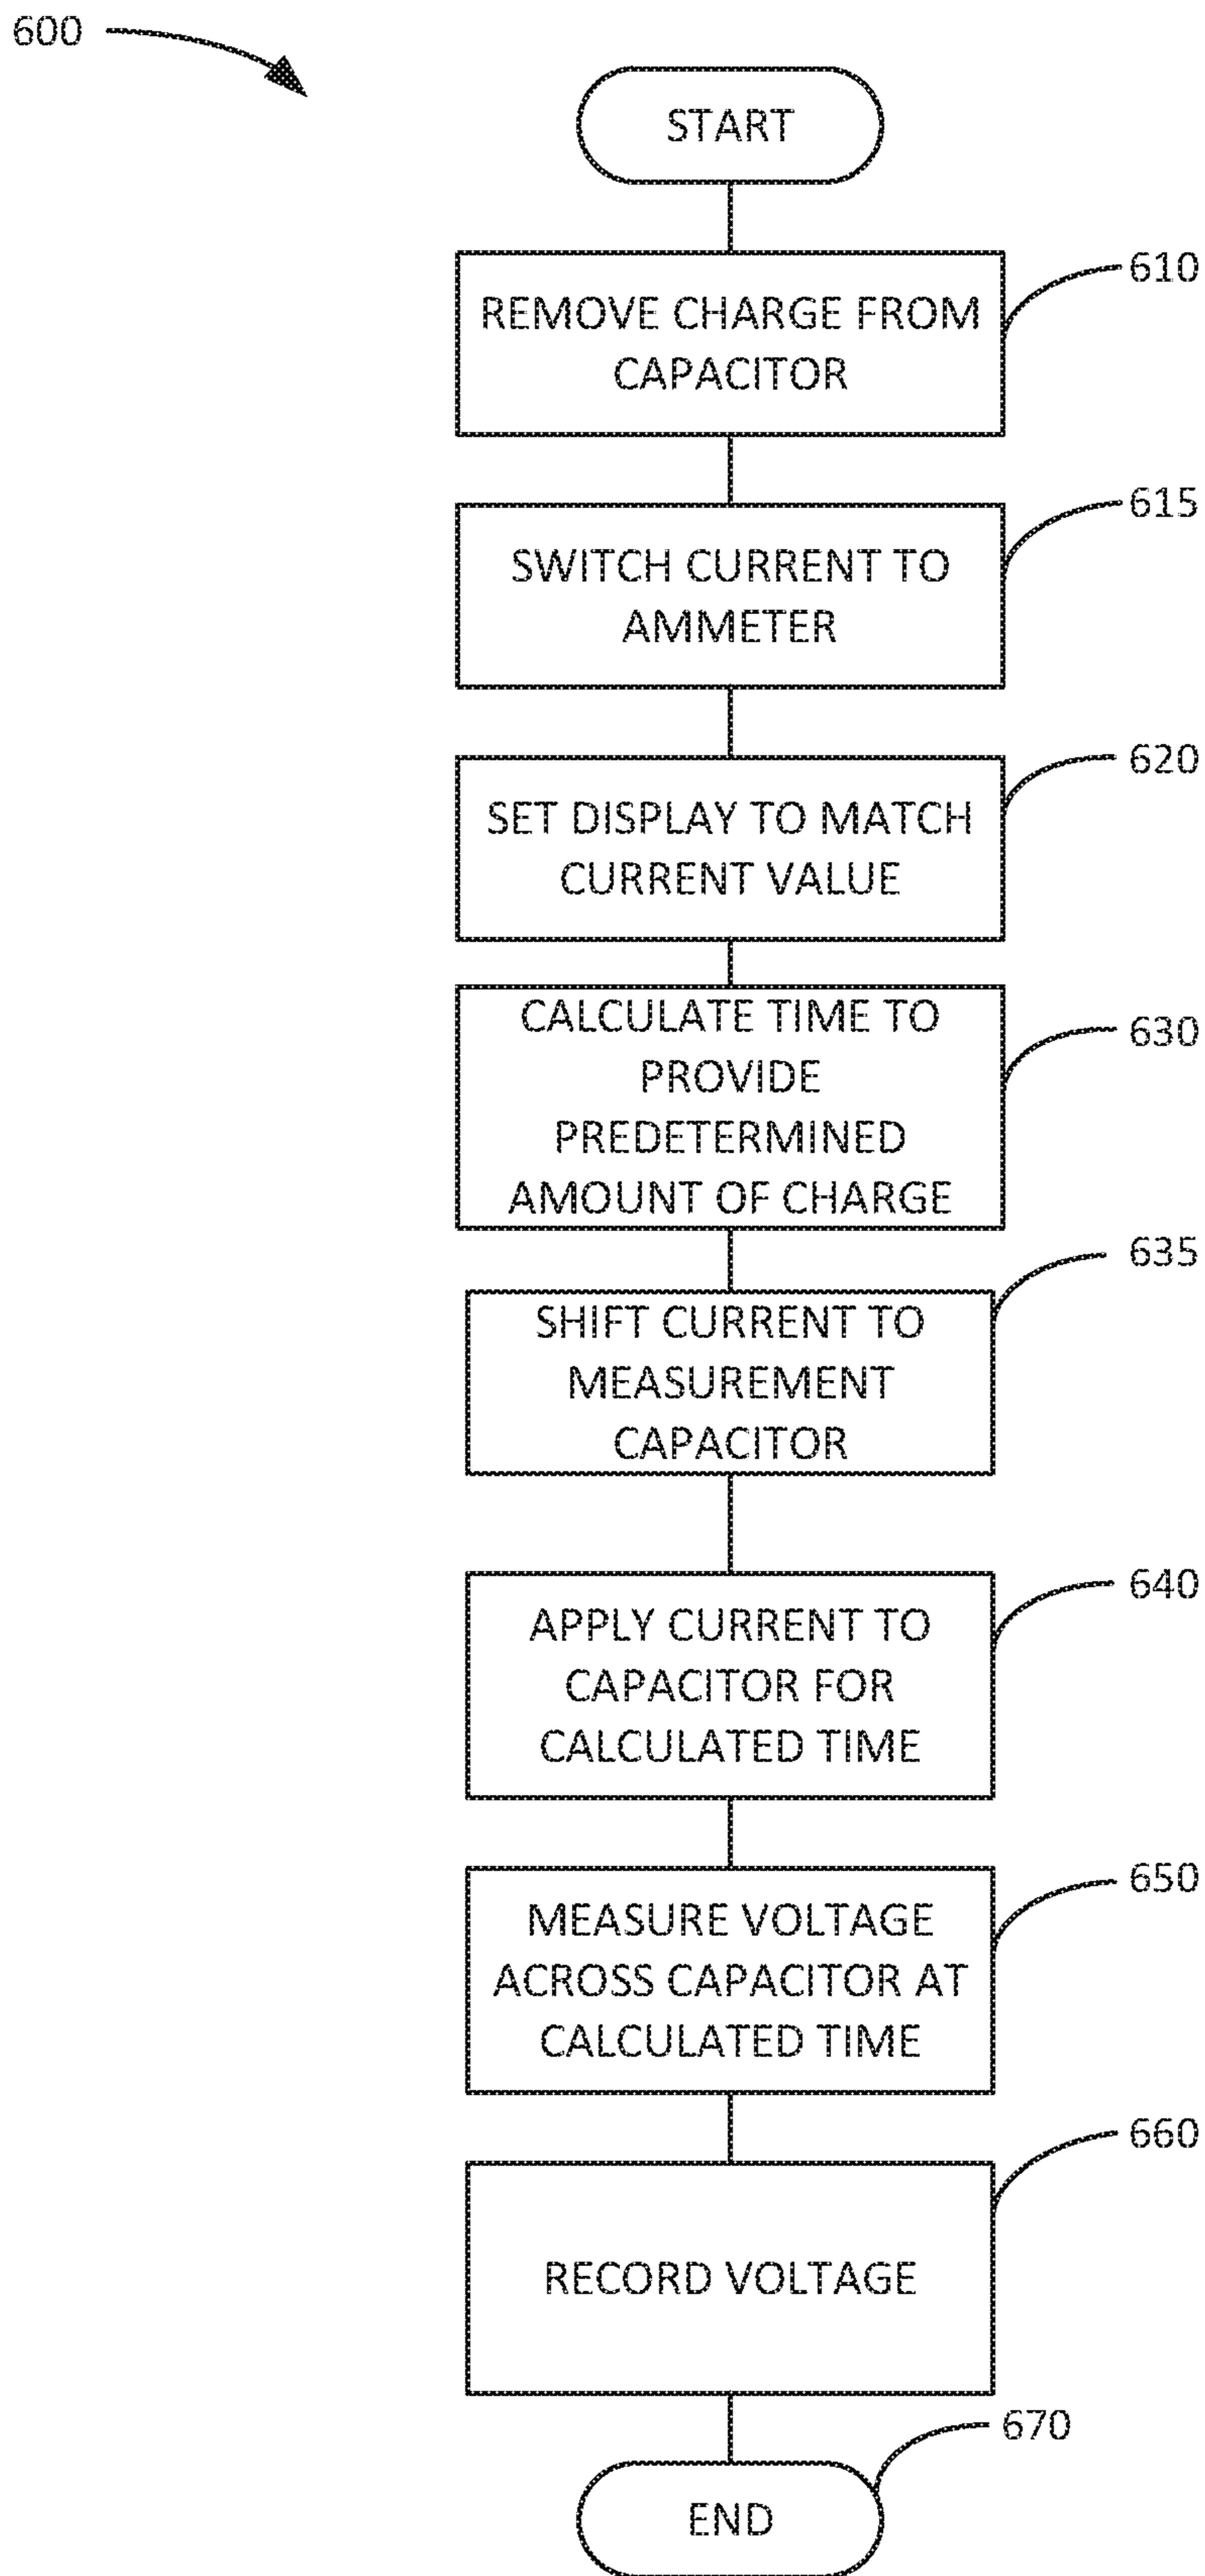 600
START
610
REMOVE CHARGE FROM
CAPACITOR
615
SWITCH CURRENT TO
AMMETER
620
SET DISPLAY TO MATCH
CURRENT VALUE
630
CALCULATE TIME TO
PROVIDE
PREDETERMINED
AMOUNT OF CHARGE
635
SHIFT CURRENT TO
MEASUREMENT
CAPACITOR
640
APPLY CURRENT TO
CAPACITOR FOR
CALCULATED TIME
650
MEASURE VOLTAGE
ACROSS CAPACITOR AT
CALCULATED TIME
660
RECORD VOLTAGE
670
END